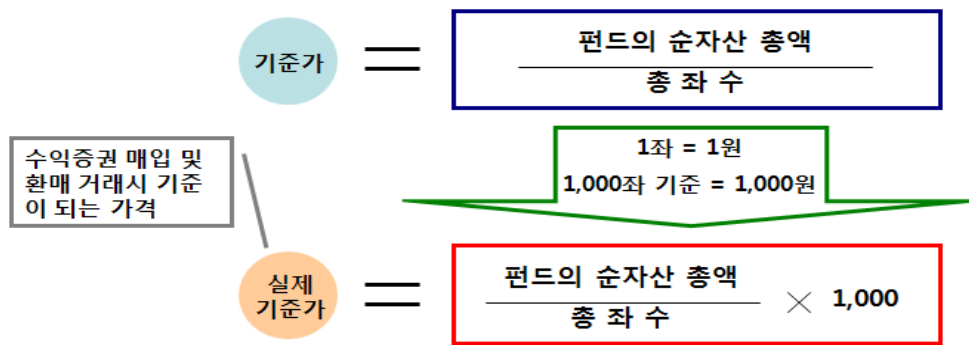 기준가
=
펀드의 순자산 총액
총 좌 수
1좌 = 1원
1,000좌 기준 = 1,000원
수익증권 매입 및
환매 거래시 기준
이 되는 가격
실제
기준가
=
펀드의 순자산 총액
총 좌 수
× 1,000